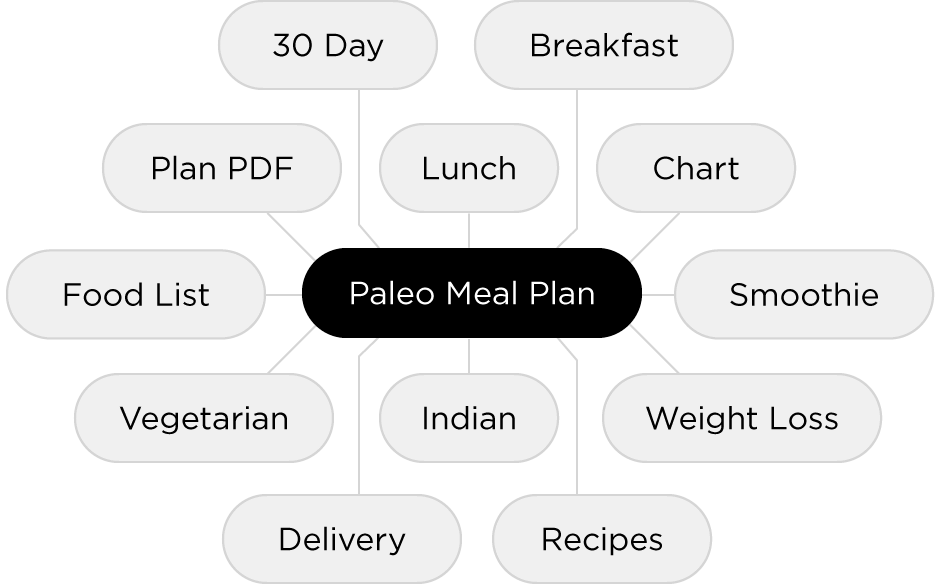 30 Day
Breakfast
Plan PDF
Lunch
Chart
Food List
Paleo Meal Plan
Smoothie
Vegetarian
Indian
Weight Loss
Delivery
Recipes